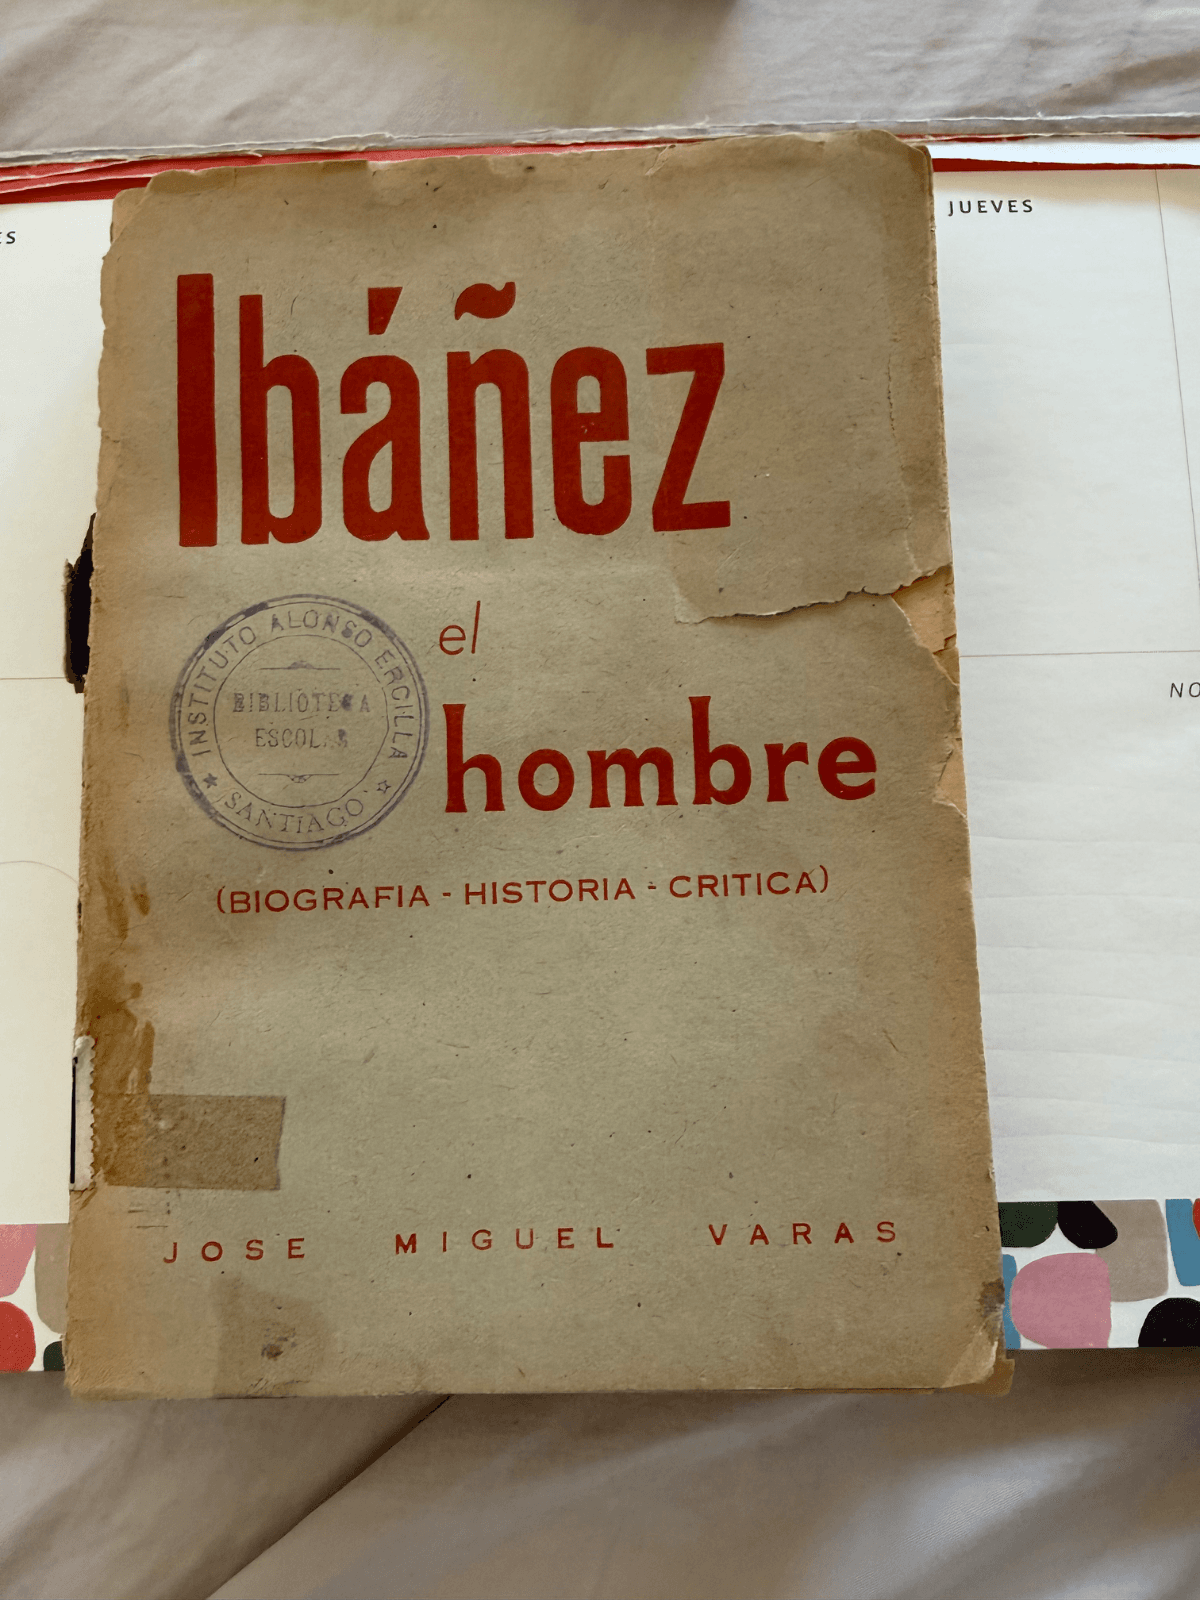 JUEVES
Ibáñez
el
hombre
INSTITUTO ALONSO ERCILLA
BIBLIOTECA
ESCOLAR
SANTIAGO
(BIOGRAFIA - HISTORIA - CRITICA)
JOSE MIGUEL VARAS